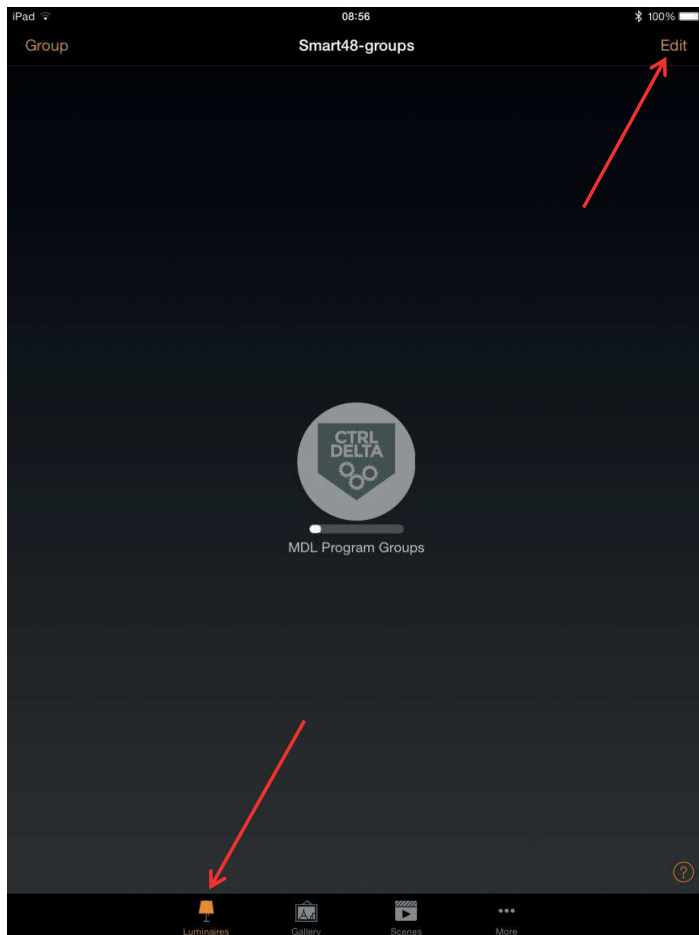 iPad 08:56 100%
Group Smart48-groups Edit
CTRL
DELTA
MDL Program Groups
?
Luminaires Gallery Scenes More